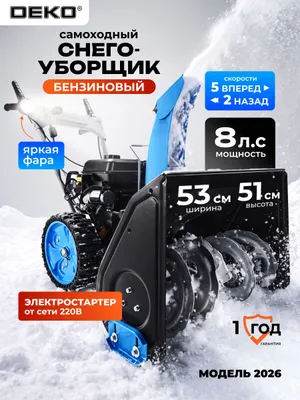 DEKO®
самоходный
СНЕГО-
УБОРЩИК
БЕНЗИНОВЫЙ
скорости
5 ВПЕРЕД
2 НАЗАД
8 л.с
мощность
яркая
фара
53 см
ширина
51 см
высота
ЭЛЕКТРОСТАРТЕР
от сети 220В
1 ГОД
ГАРАНТИЯ
МОДЕЛЬ 2026